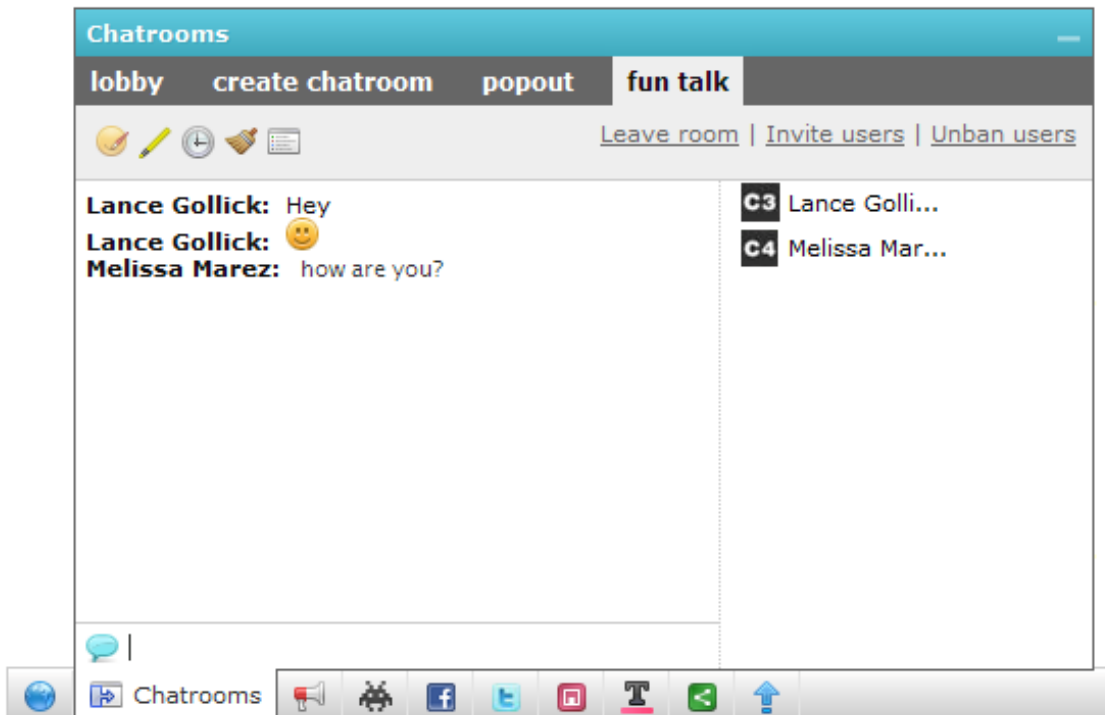 Chatrooms
lobby create chatroom popout fun talk
Leave room | Invite users | Unban users
Lance Gollick: Hey
Lance Gollick:
Melissa Marez: how are you?
C3 Lance Golli...
C4 Melissa Mar...
Chatrooms f t T